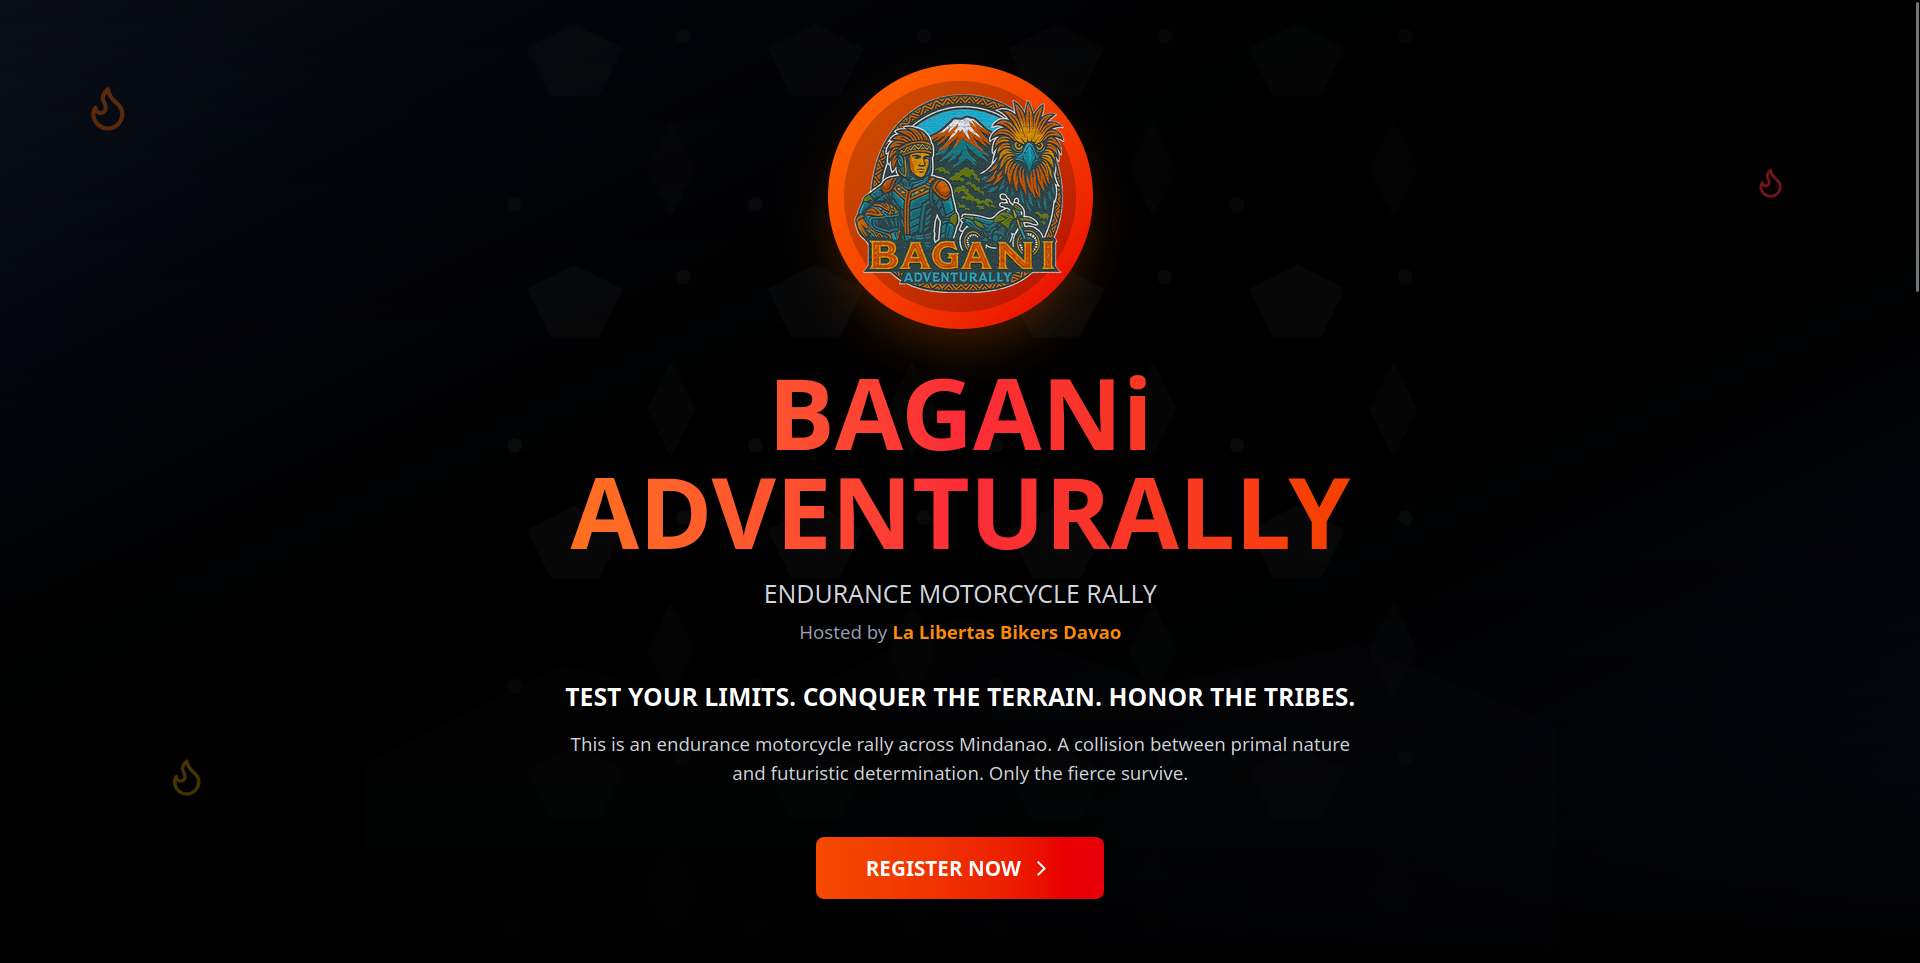 BAGANI
ADVENTURALLY
BAGANi
ADVENTURALLY
ENDURANCE MOTORCYCLE RALLY
Hosted by La Libertas Bikers Davao
TEST YOUR LIMITS. CONQUER THE TERRAIN. HONOR THE TRIBES.
This is an endurance motorcycle rally across Mindanao. A collision between primal nature
and futuristic determination. Only the fierce survive.
REGISTER NOW